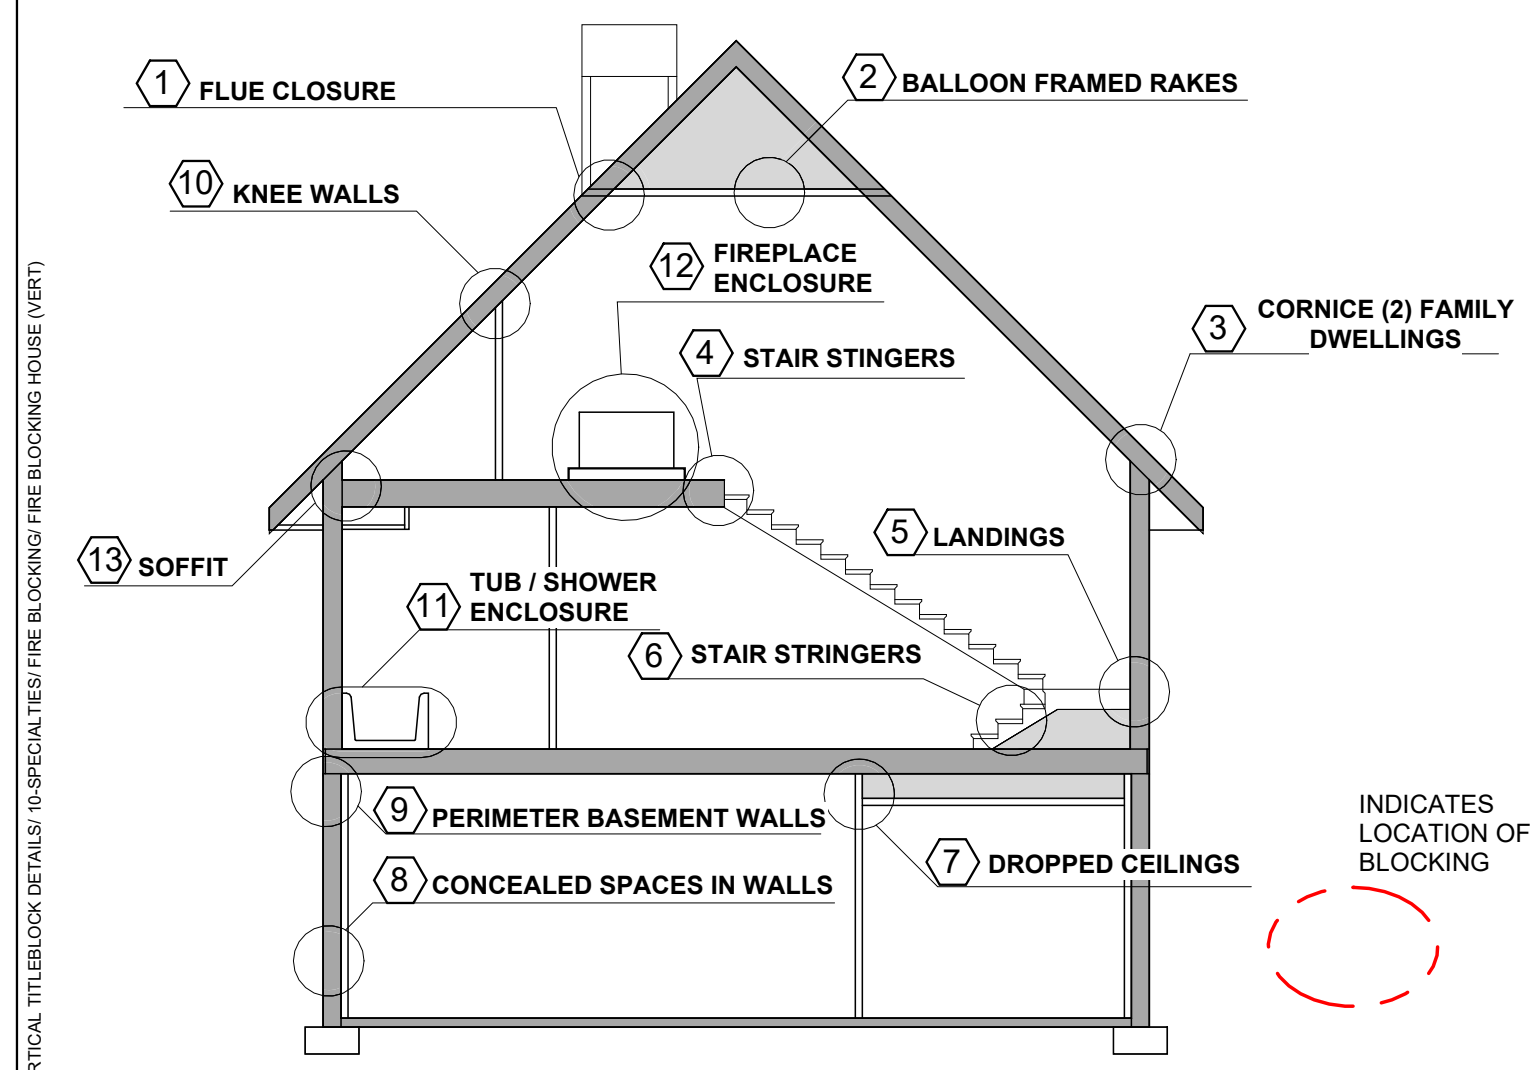 1 FLUE CLOSURE
2 BALLOON FRAMED RAKES
10 KNEE WALLS
12 FIREPLACE
ENCLOSURE
3 CORNICE (2) FAMILY
DWELLINGS
4 STAIR STINGERS
5 LANDINGS
13 SOFFIT
11 TUB / SHOWER
ENCLOSURE
6 STAIR STRINGERS
9 PERIMETER BASEMENT WALLS
7 DROPPED CEILINGS
8 CONCEALED SPACES IN WALLS
INDICATES
LOCATION OF
BLOCKING
RTICAL TITLEBLOCK DETAILS/ 10-SPECIALTIES/ FIRE BLOCKING/ FIRE BLOCKING HOUSE (VERT)